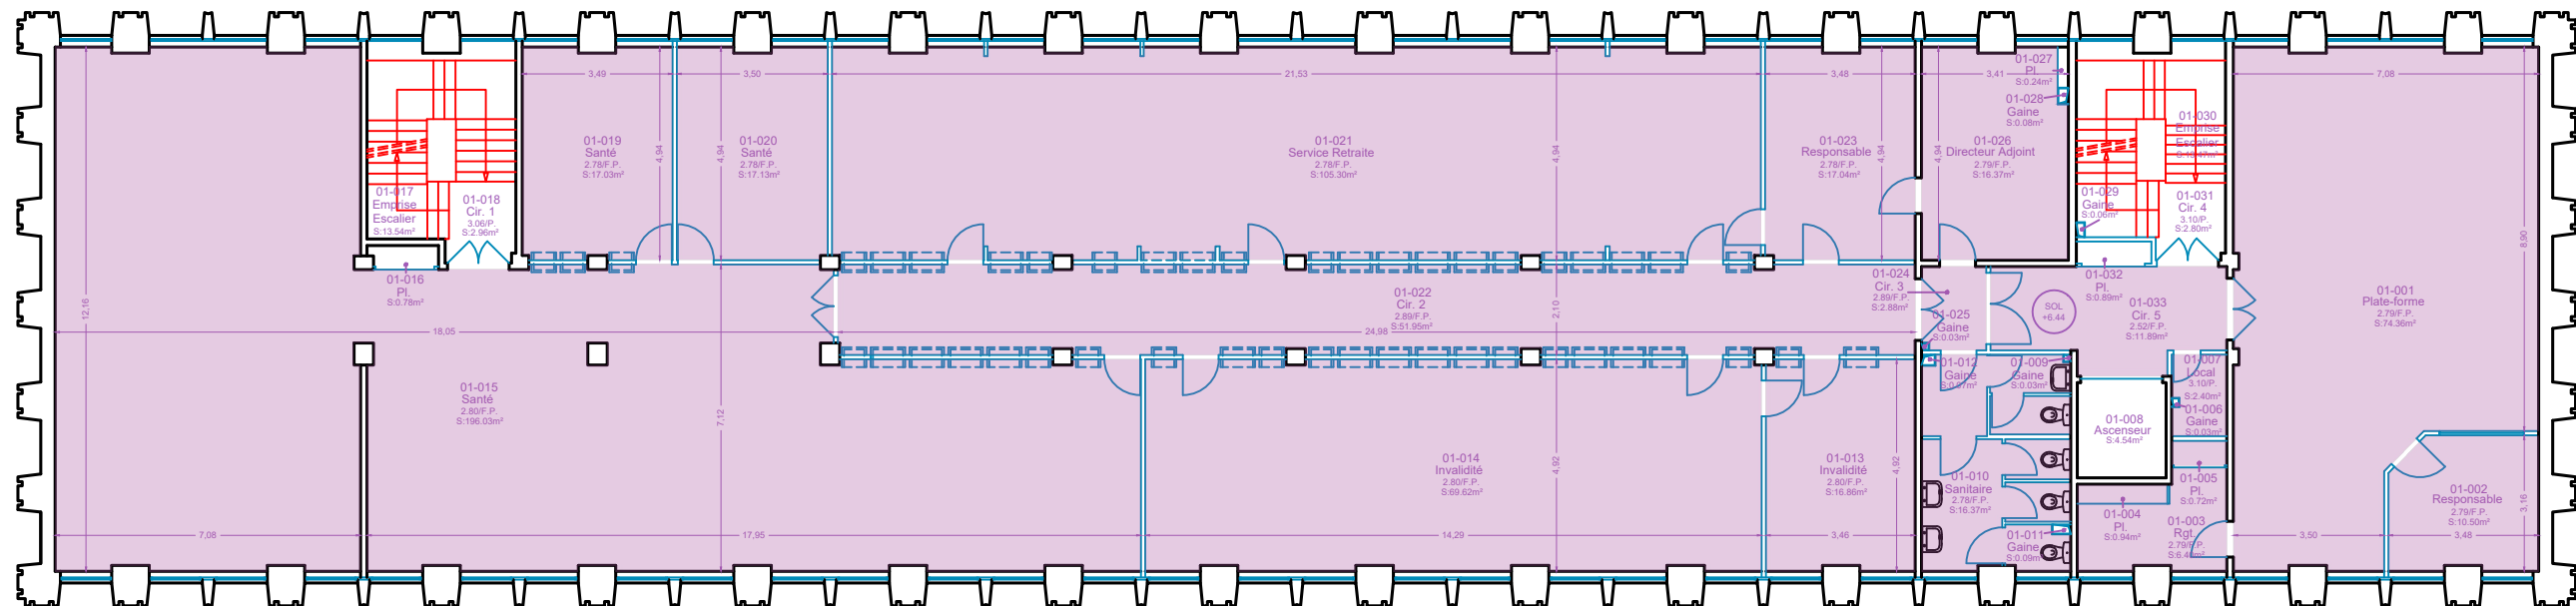 3,49
3,50
21,53
3,48
3,41
7,08
01-027
Pl.
S:0.24m²
01-028
Gaine
S:0.08m²
01-019
Santé
2.78/F.P.
S:17.03m²
4,94
4,94
01-020
Santé
2.78/F.P.
S:17.13m²
01-021
Service Retraite
2.78/F.P.
S:105.30m²
4,94
01-023
Responsable
2.78/F.P.
S:17.04m²
4,94
4,94
01-026
Directeur Adjoint
2.79/F.P.
S:16.37m²
01-030
Emprise
Escalier
01-017
Emprise
Escalier
S:13.54m²
01-018
Cir. 1
3.06/P.
S:2.96m²
01-029
Gaine
S:0.06m²
01-031
Cir. 4
3.10/P.
S:2.80m²
8,90
01-016
Pl.
S:0.78m²
12,16
18,05
01-022
Cir. 2
2.89/F.P.
S:51.95m²
24,98
2,10
01-024
Cir. 3
2.89/F.P.
S:2.88m²
01-025
Gaine
S:0.03m²
SOL
+6.44
01-032
Pl.
S:0.89m²
01-033
Cir. 5
2.52/F.P.
S:11.89m²
01-001
Plate-forme
2.79/F.P.
S:74.36m²
01-015
Santé
2.80/F.P.
S:196.03m²
7,12
01-012
Gaine
01-009
Gaine
S:0.03m²
01-007
Local
3.10/P.
S:2.40m²
01-006
Gaine
S:0.03m²
01-008
Ascenseur
S:4.54m²
01-014
Invalidité
2.80/F.P.
S:69.62m²
4,92
01-013
Invalidité
2.80/F.P.
S:16.86m²
4,92
01-010
Sanitaire
2.78/F.P.
S:16.37m²
01-005
Pl.
S:0.72m²
01-004
Pl.
S:0.94m²
01-003
Rgt.
2.79/F.P.
01-011
Gaine
S:0.09m²
01-002
Responsable
2.79/F.P.
S:10.50m²
3,16
7,08
17,95
14,29
3,46
3,50
3,48